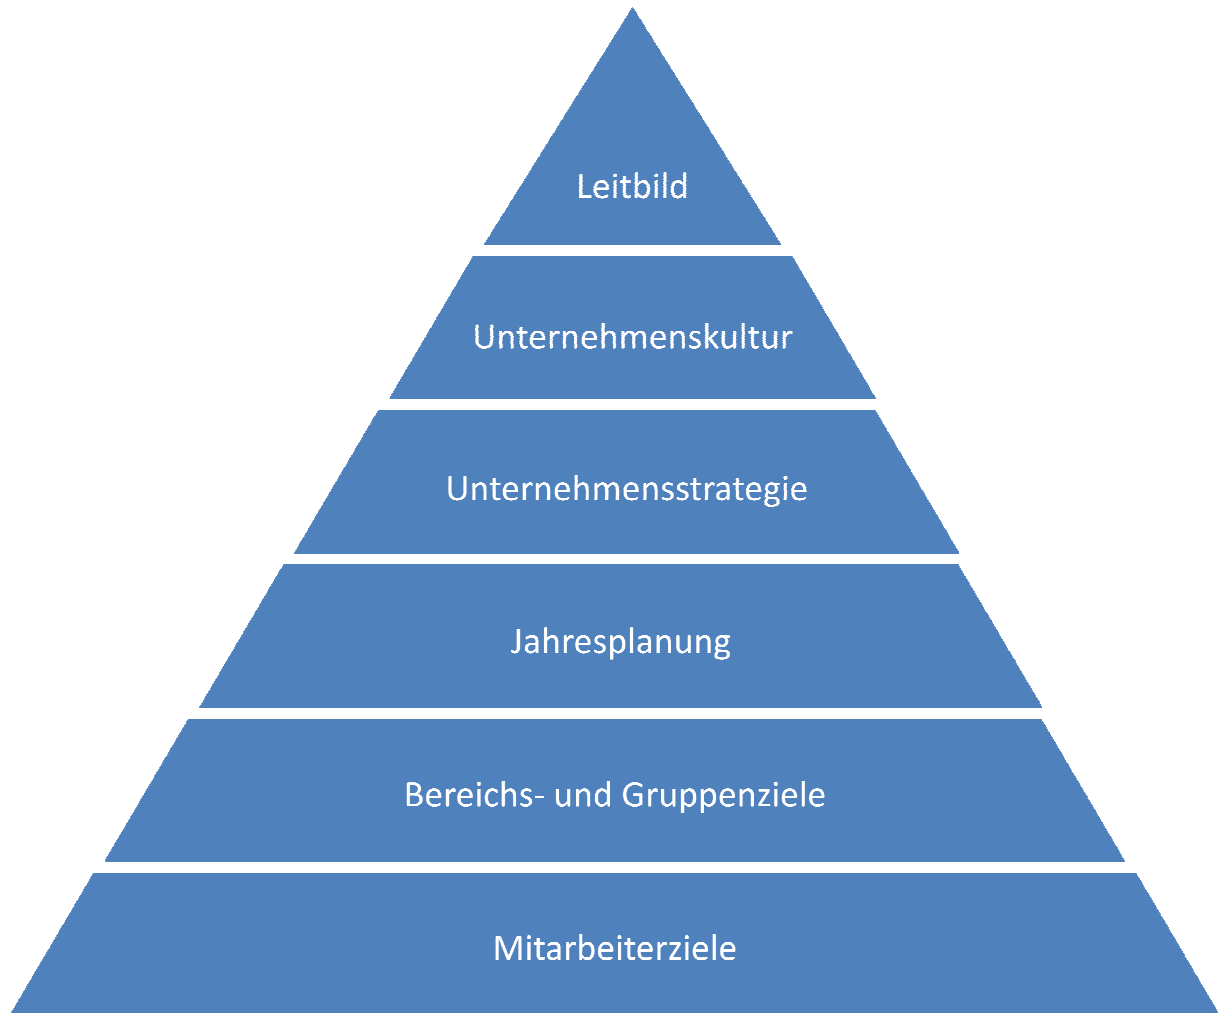 Leitbild
Unternehmenskultur
Unternehmensstrategie
Jahresplanung
Bereichs- und Gruppenziele
Mitarbeiterziele